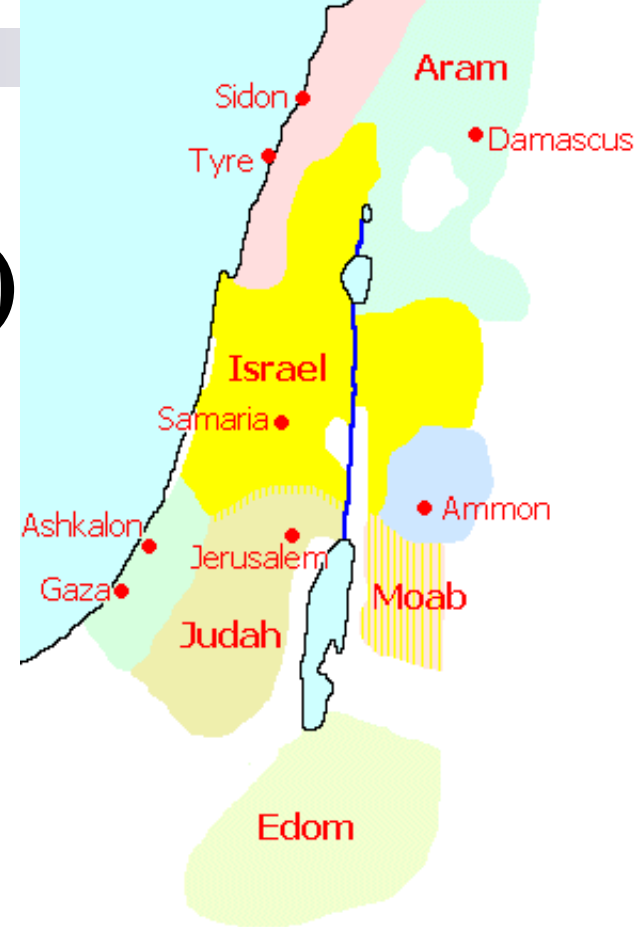 Aram
Sidon
Damascus
Tyre
)
Israel
Samaria
Ammon
Ashkalon
Jerusalem
Gaza
Moab
Judah
Edom